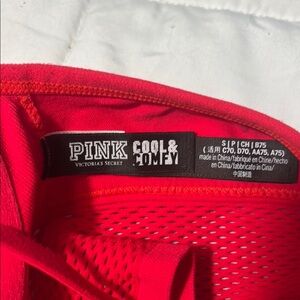 PINK
VICTORIA'S SECRET
COOL&
COMFY
S | P | CH | B75
(适用 C70, D70, AA75, A75)
made in China/fabriqué en Chine/hecho
en China/fabbricato in Cina/
中国制造